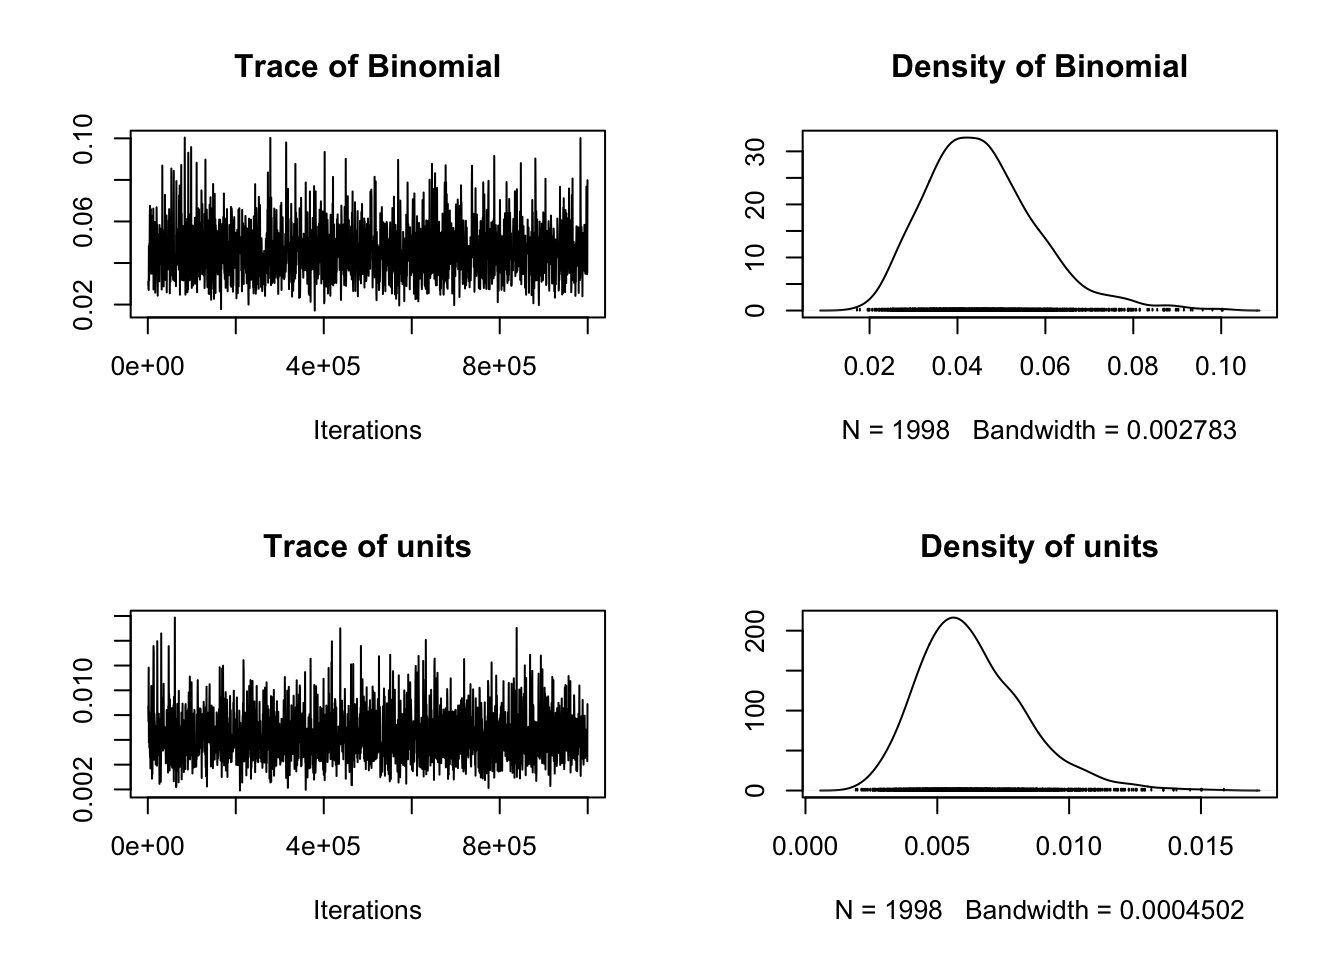 Trace of Binomial
0.02 0.06 0.10
0e+00 4e+05 8e+05
Iterations
Density of Binomial
0 10 20 30
0.02 0.04 0.06 0.08 0.10
N = 1998 Bandwidth = 0.002783
Trace of units
0.002 0.010
0e+00 4e+05 8e+05
Iterations
Density of units
0 100 200
0.000 0.005 0.010 0.015
N = 1998 Bandwidth = 0.0004502